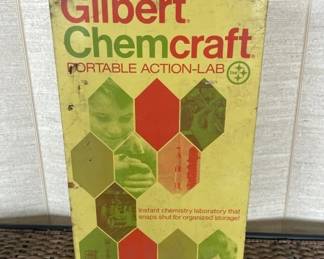 Gilbert®
Chemcraft®
PORTABLE ACTION-LAB
Instant chemistry laboratory that
snaps shut for organized storage!